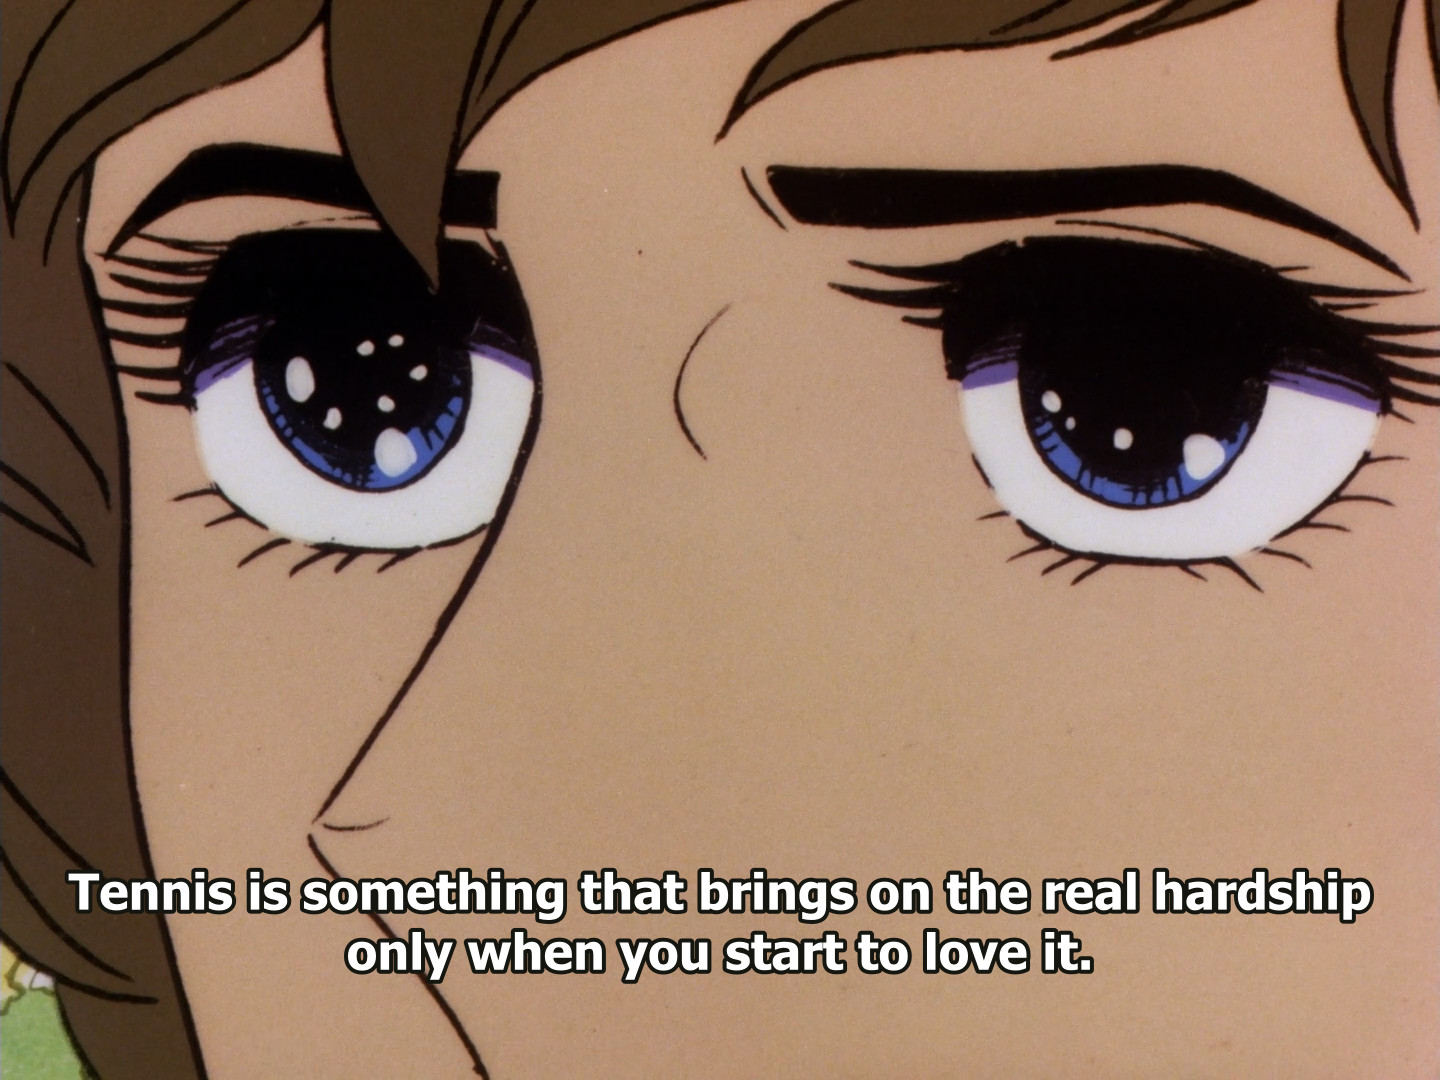 Tennis is something that brings on the real hardship
only when you start to love it.